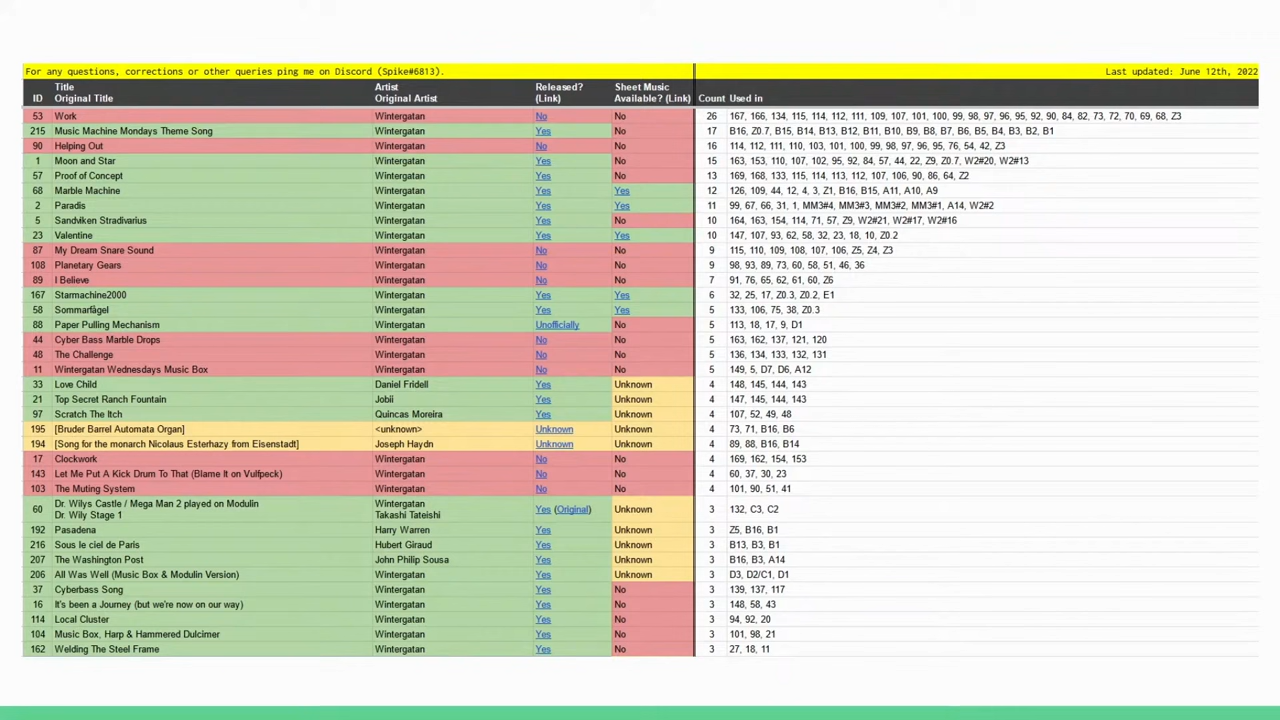 For any questions, corrections or other queries ping me on Discord (Spike#6813). Last updated: June 12th, 2022
ID Title Original Title Artist Original Artist Released? (Link) Sheet Music Available? (Link) Count Used in
53 Work Wintergatan No No 26 167, 166, 134, 115, 114, 112, 111, 109, 107, 101, 100, 99, 98, 97, 96, 95, 92, 90, 84, 82, 73, 72, 70, 69, 68, Z3
215 Music Machine Mondays Theme Song Wintergatan Yes No 17 B16, Z0.7, B15, B14, B13, B12, B11, B10, B9, B8, B7, B6, B5, B4, B3, B2, B1
90 Helping Out Wintergatan No No 16 114, 112, 111, 110, 103, 101, 100, 99, 98, 97, 96, 95, 76, 54, 42, Z3
1 Moon and Star Wintergatan Yes No 15 163, 153, 110, 107, 102, 95, 92, 84, 57, 44, 22, Z9, Z0.7, W2#20, W2#13
57 Proof of Concept Wintergatan Yes No 13 169, 168, 133, 115, 114, 113, 112, 107, 106, 90, 86, 64, Z2
68 Marble Machine Wintergatan Yes Yes 12 126, 109, 44, 12, 4, 3, Z1, B16, B15, A11, A10, A9
2 Paradis Wintergatan Yes Yes 11 99, 67, 66, 31, 1, MM3#4, MM3#3, MM3#2, MM3#1, A14, W2#2
5 Sandviken Stradivarius Wintergatan Yes No 10 164, 163, 154, 114, 71, 57, Z9, W2#21, W2#17, W2#16
23 Valentine Wintergatan Yes Yes 10 147, 107, 93, 62, 58, 32, 23, 18, 10, Z0.2
87 My Dream Snare Sound Wintergatan No No 9 115, 110, 109, 108, 107, 106, Z5, Z4, Z3
108 Planetary Gears Wintergatan No No 9 98, 93, 89, 73, 60, 58, 51, 46, 36
89 I Believe Wintergatan No No 7 91, 76, 65, 62, 61, 60, Z6
167 Starmachine2000 Wintergatan Yes Yes 6 32, 25, 17, Z0.3, Z0.2, E1
58 Sommarfågel Wintergatan Yes Yes 5 133, 106, 75, 38, Z0.3
88 Paper Pulling Mechanism Wintergatan Unofficially No 5 113, 18, 17, 9, D1
44 Cyber Bass Marble Drops Wintergatan No No 5 163, 162, 137, 121, 120
48 The Challenge Wintergatan No No 5 136, 134, 133, 132, 131
11 Wintergatan Wednesdays Music Box Wintergatan No No 5 149, 5, D7, D6, A12
33 Love Child Daniel Fridell Yes Unknown 4 148, 145, 144, 143
21 Top Secret Ranch Fountain Jobii Yes Unknown 4 147, 145, 144, 143
97 Scratch The Itch Quincas Moreira Yes Unknown 4 107, 52, 49, 48
195 [Bruder Barrel Automata Organ] <unknown> Unknown Unknown 4 73, 71, B16, B6
194 [Song for the monarch Nicolaus Esterhazy from Eisenstadt] Joseph Haydn Unknown Unknown 4 89, 88, B16, B14
17 Clockwork Wintergatan No No 4 169, 162, 154, 153
143 Let Me Put A Kick Drum To That (Blame It on Vulfpeck) Wintergatan No No 4 60, 37, 30, 23
103 The Muting System Wintergatan No No 4 101, 90, 51, 41
60 Dr. Wilys Castle / Mega Man 2 played on Modulin Dr. Wily Stage 1 Wintergatan Takashi Tateishi Yes (Original) Unknown 3 132, C3, C2
192 Pasadena Harry Warren Yes Unknown 3 Z5, B16, B1
216 Sous le ciel de Paris Hubert Giraud Yes Unknown 3 B13, B3, B1
207 The Washington Post John Philip Sousa Yes Unknown 3 B16, B3, A14
206 All Was Well (Music Box & Modulin Version) Wintergatan Yes Unknown 3 D3, D2/C1, D1
37 Cyberbass Song Wintergatan Yes No 3 139, 137, 117
16 It's been a Journey (but we're now on our way) Wintergatan Yes No 3 148, 58, 43
114 Local Cluster Wintergatan Yes No 3 94, 92, 20
104 Music Box, Harp & Hammered Dulcimer Wintergatan Yes No 3 101, 98, 21
162 Welding The Steel Frame Wintergatan Yes No 3 27, 18, 11